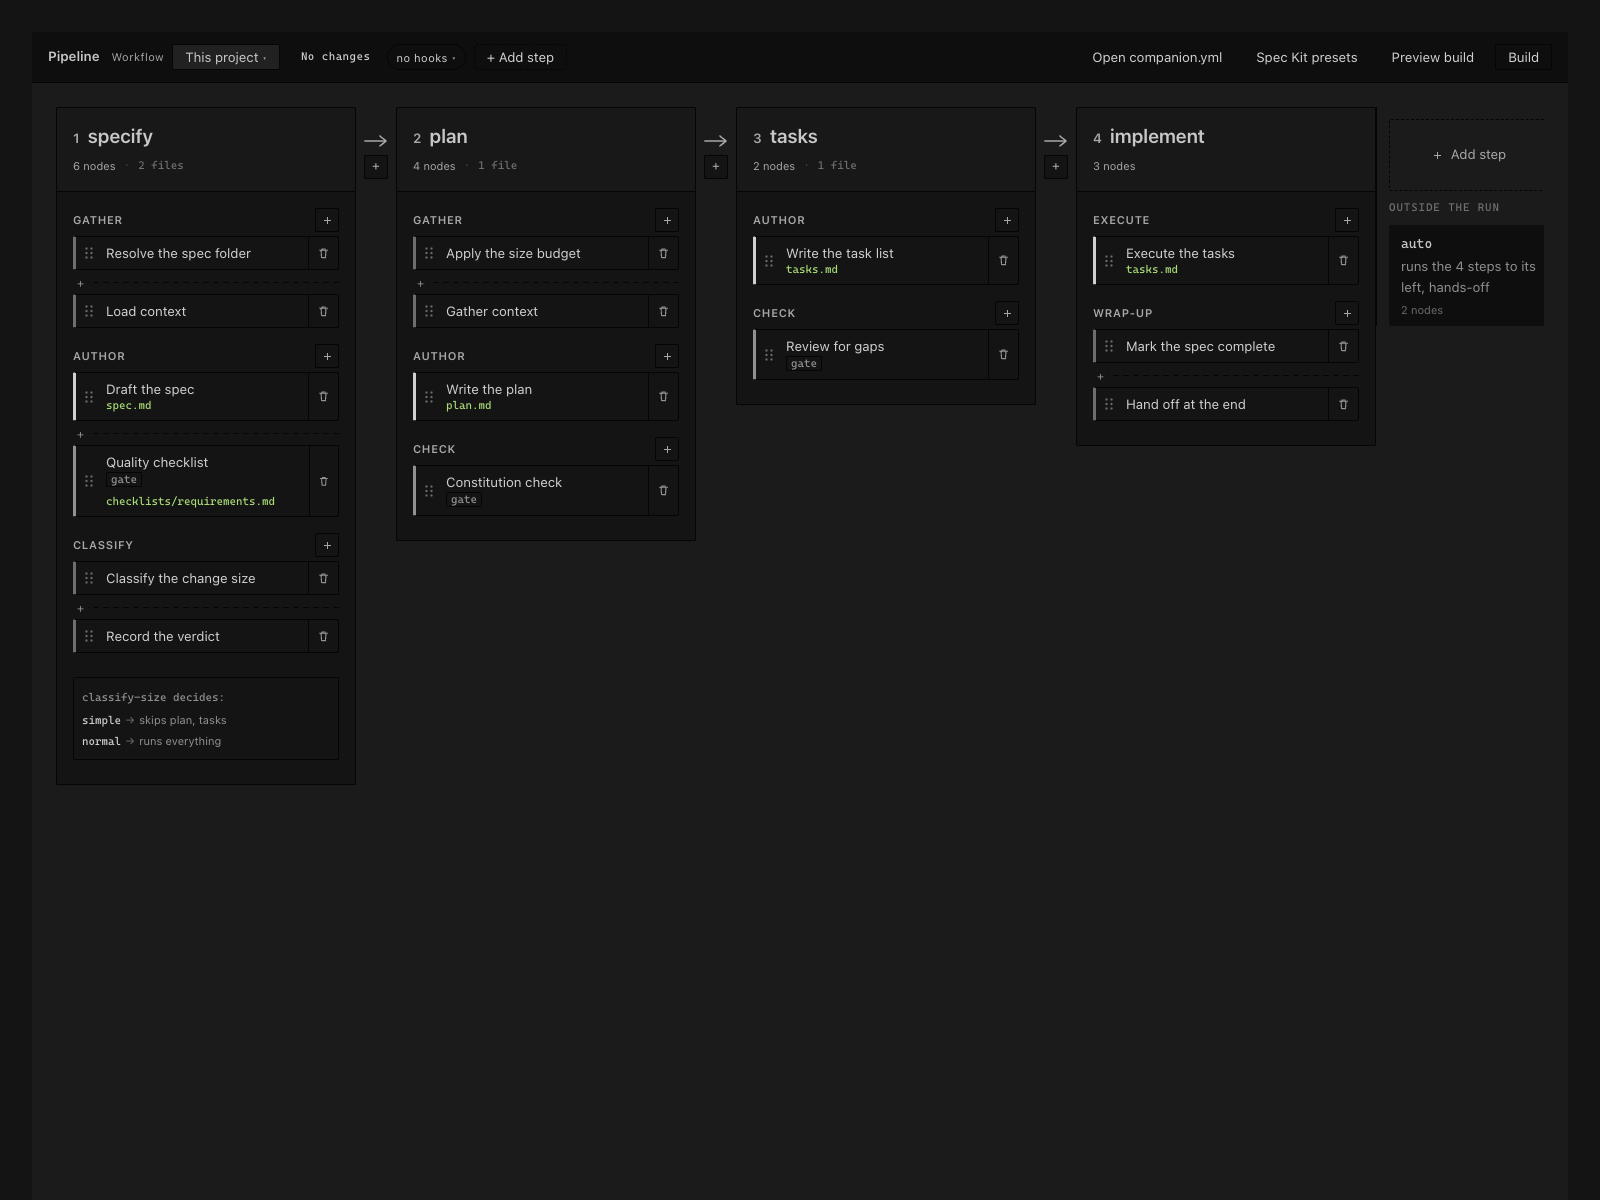 Pipeline Workflow This project No changes no hooks + Add step Open companion.yml Spec Kit presets Preview build Build
1 specify
6 nodes · 2 files
GATHER +
Resolve the spec folder
+
Load context
AUTHOR +
Draft the spec
spec.md
+
Quality checklist
gate
checklists/requirements.md
CLASSIFY +
Classify the change size
+
Record the verdict
classify-size decides:
simple → skips plan, tasks
normal → runs everything
→
+
2 plan
4 nodes · 1 file
GATHER +
Apply the size budget
+
Gather context
AUTHOR +
Write the plan
plan.md
CHECK +
Constitution check
gate
→
+
3 tasks
2 nodes · 1 file
AUTHOR +
Write the task list
tasks.md
CHECK +
Review for gaps
gate
→
+
4 implement
3 nodes
EXECUTE +
Execute the tasks
tasks.md
WRAP-UP +
Mark the spec complete
+
Hand off at the end
+ Add step
OUTSIDE THE RUN
auto
runs the 4 steps to its
left, hands-off
2 nodes